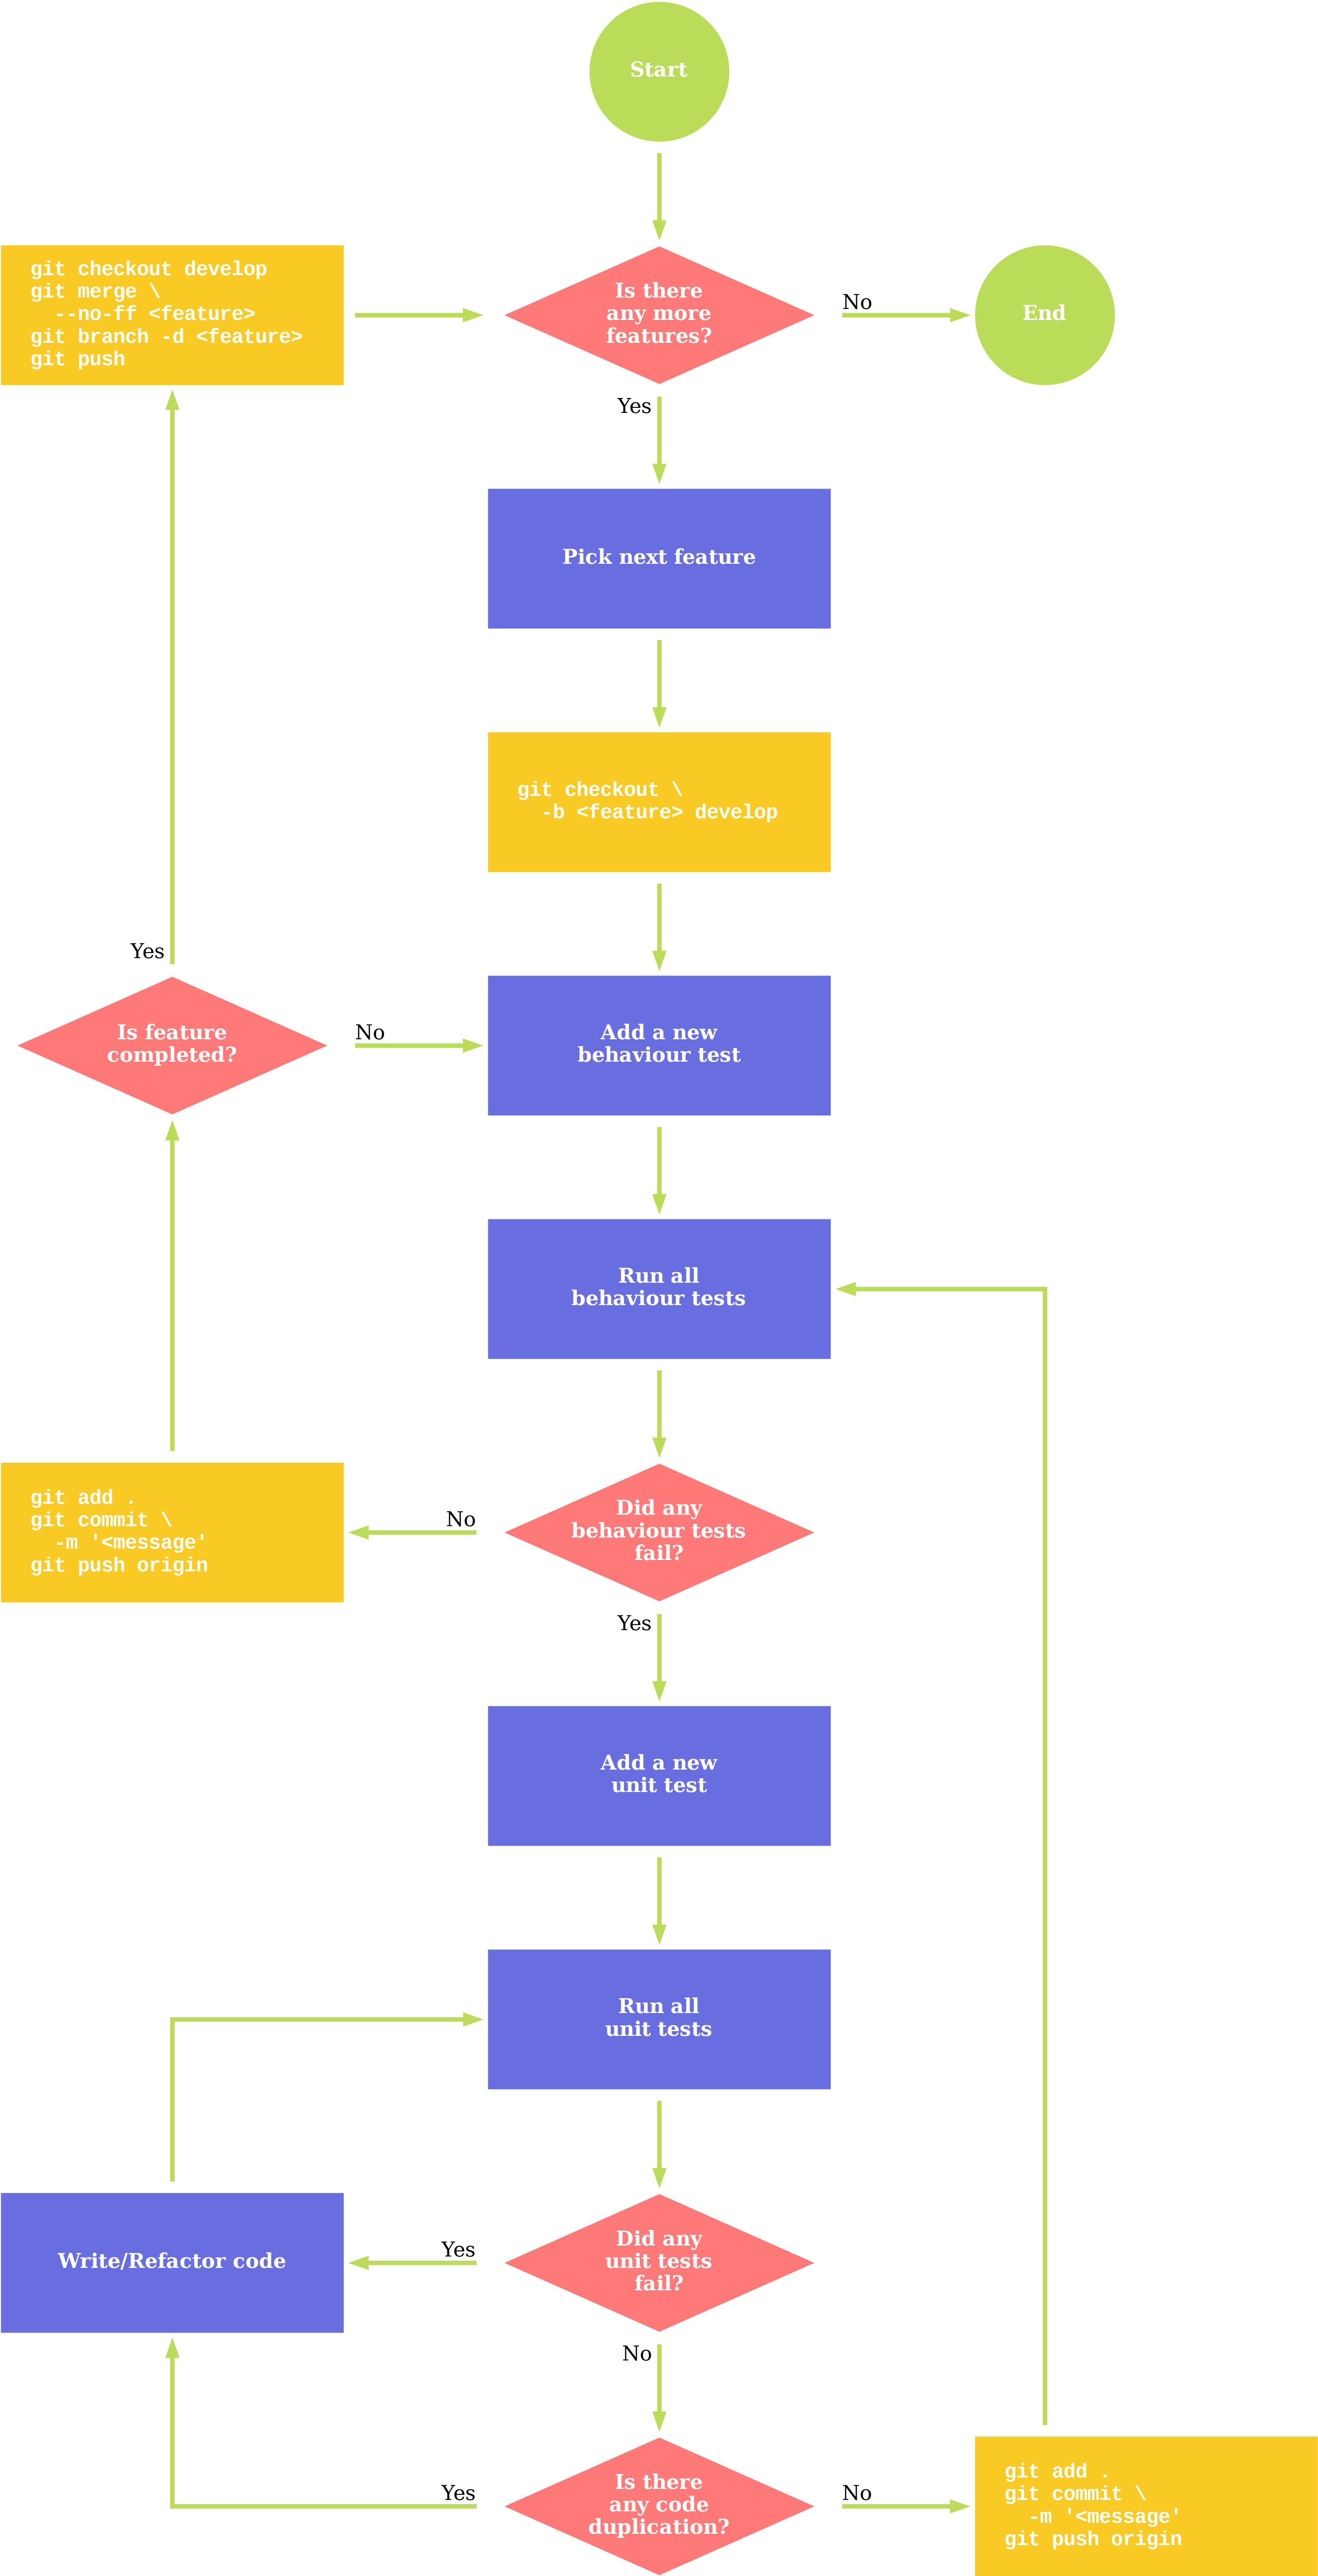 Start
git checkout develop
git merge \
--no-ff <feature>
git branch -d <feature>
git push
Is there
any more
features?
No
End
Yes
Pick next feature
git checkout \
-b <feature> develop
Yes
Is feature
completed?
No
Add a new
behaviour test
Run all
behaviour tests
git add .
git commit \
-m '<message'
git push origin
No
Did any
behaviour tests
fail?
Yes
Add a new
unit test
Run all
unit tests
Write/Refactor code
Yes
Did any
unit tests
fail?
No
Yes
Is there
any code
duplication?
No
git add .
git commit \
-m '<message'
git push origin